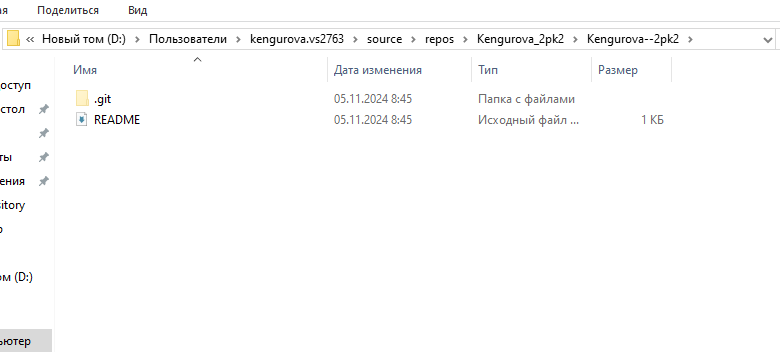 Поделиться Вид
« Новый том (D:) > Пользователи > kengurova.vs2763 > source > repos > Kengurova_2pk2 > Kengurova--2pk2 >
Имя Дата изменения Тип Размер
.git 05.11.2024 8:45 Папка с файлами
README 05.11.2024 8:45 Исходный файл ... 1 КБ
оступ
стол
ты
ения
sitory
ом (D:)
ьютер